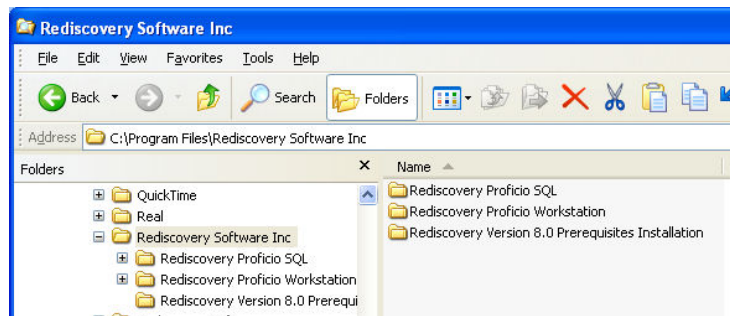 Rediscovery Software Inc
File Edit View Favorites Tools Help
Back Search Folders
Address C:\Program Files\Rediscovery Software Inc
Folders x Name
QuickTime
Real
Rediscovery Software Inc
Rediscovery Proficio SQL
Rediscovery Proficio Workstation
Rediscovery Version 8.0 Prerequi
Rediscovery Proficio SQL
Rediscovery Proficio Workstation
Rediscovery Version 8.0 Prerequisites Installation